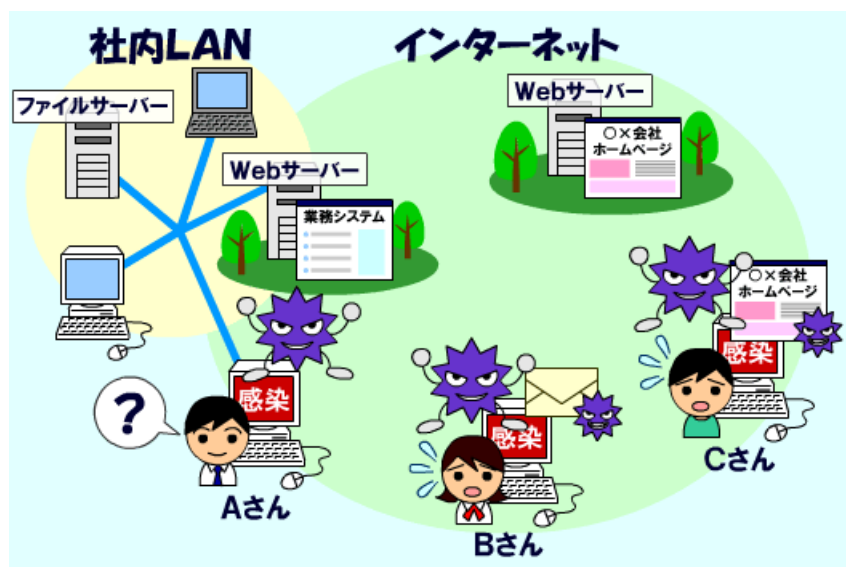 社内LAN
インターネット
ファイルサーバー
Webサーバー
○×会社
ホームページ
Webサーバー
業務システム
○×会社
ホームページ
感染
?
感染
感染
Aさん
Bさん
Cさん